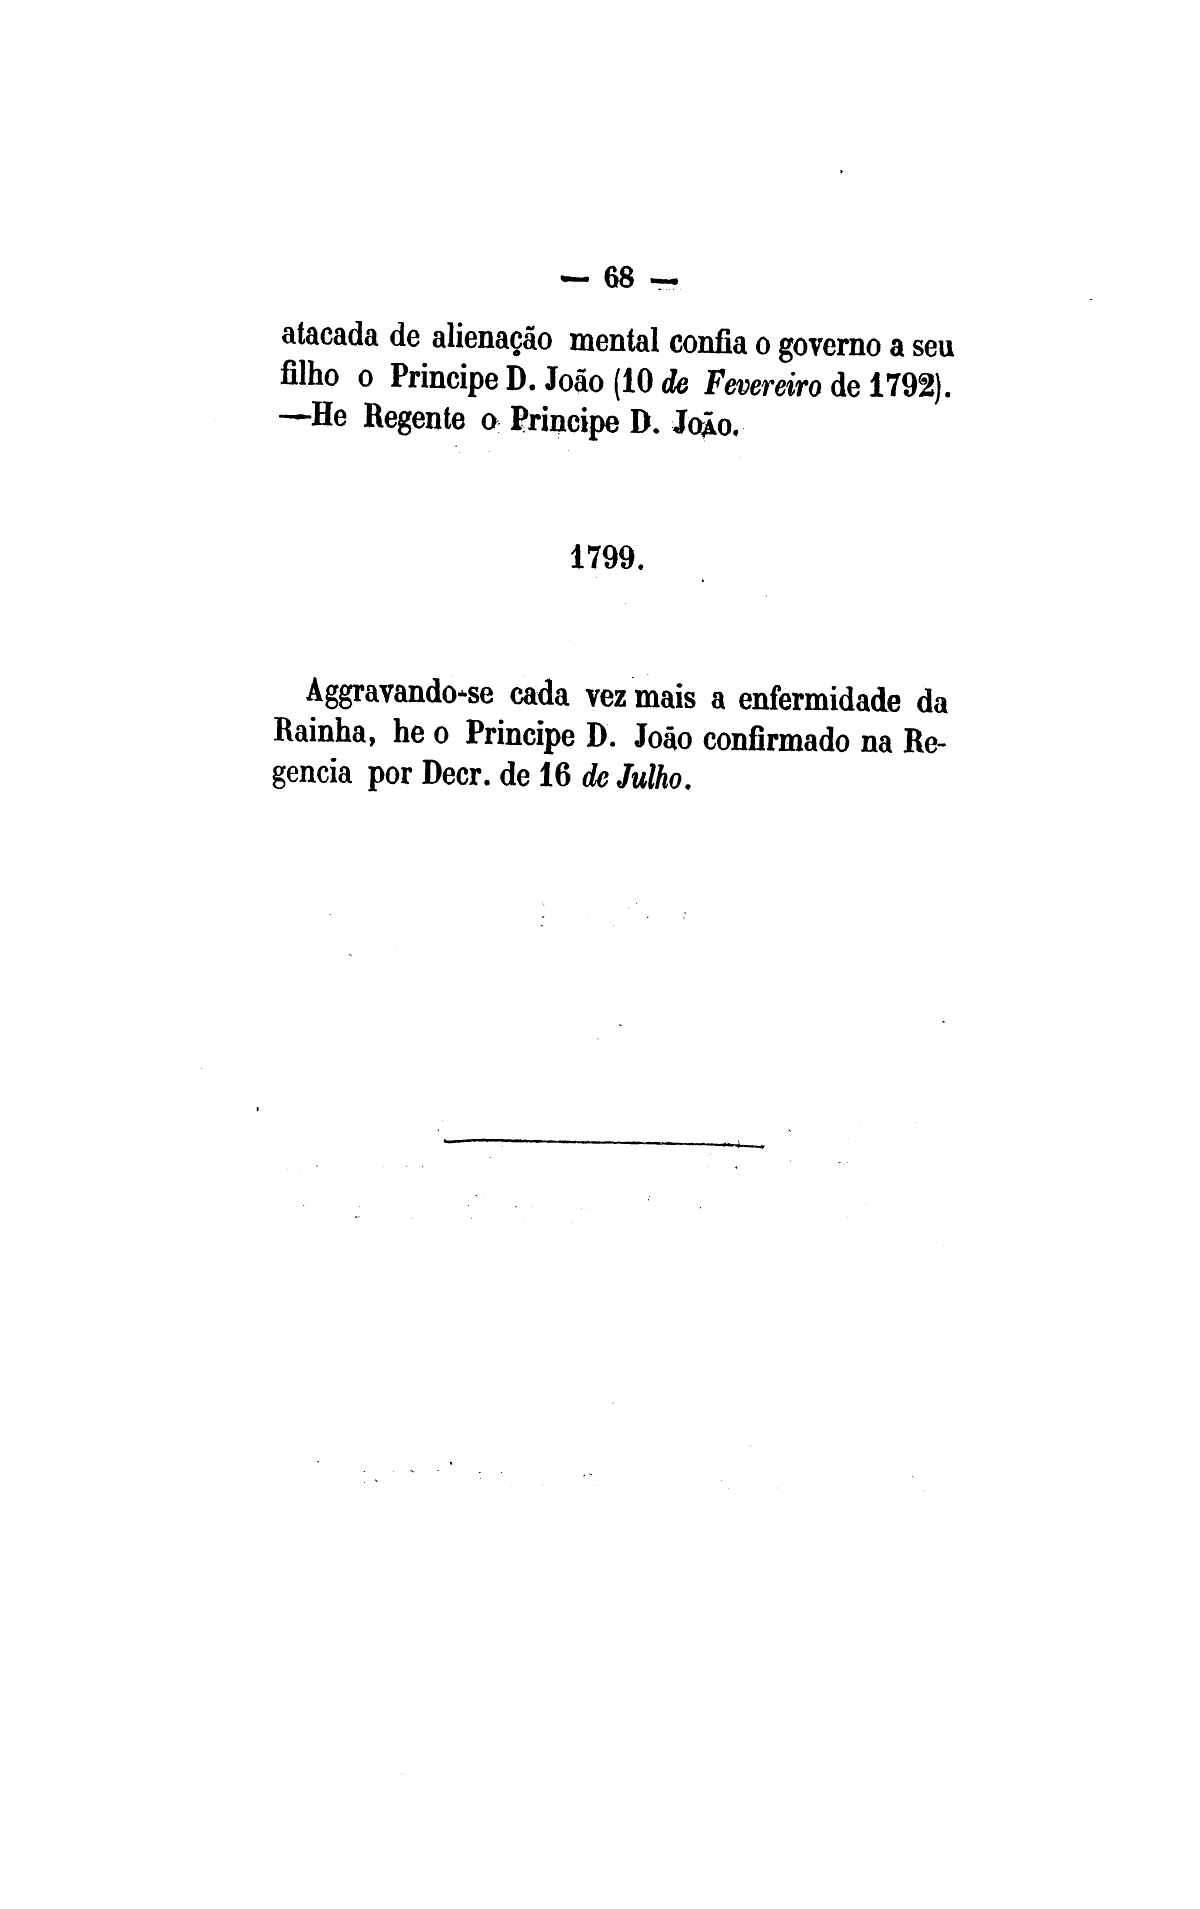 — 68 —
atacada de alienação mental confia o governo a seu
filho o Principe D. João (10 de Fevereiro de 1792).
—He Regente o Principe D. João.
1799.
Aggravando-se cada vez mais a enfermidade da
Rainha, he o Principe D. João confirmado na Re-
gencia por Decr. de 16 de Julho.